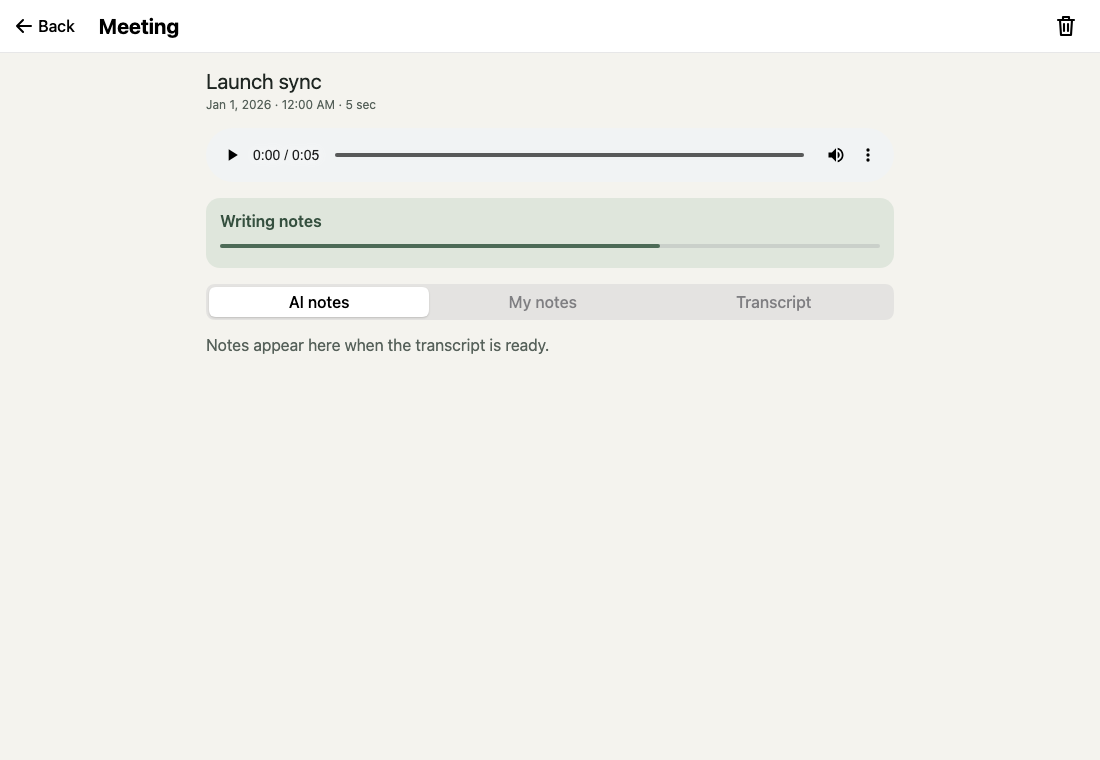 Back Meeting
Launch sync
Jan 1, 2026 · 12:00 AM · 5 sec
0:00 / 0:05
Writing notes
AI notes My notes Transcript
Notes appear here when the transcript is ready.